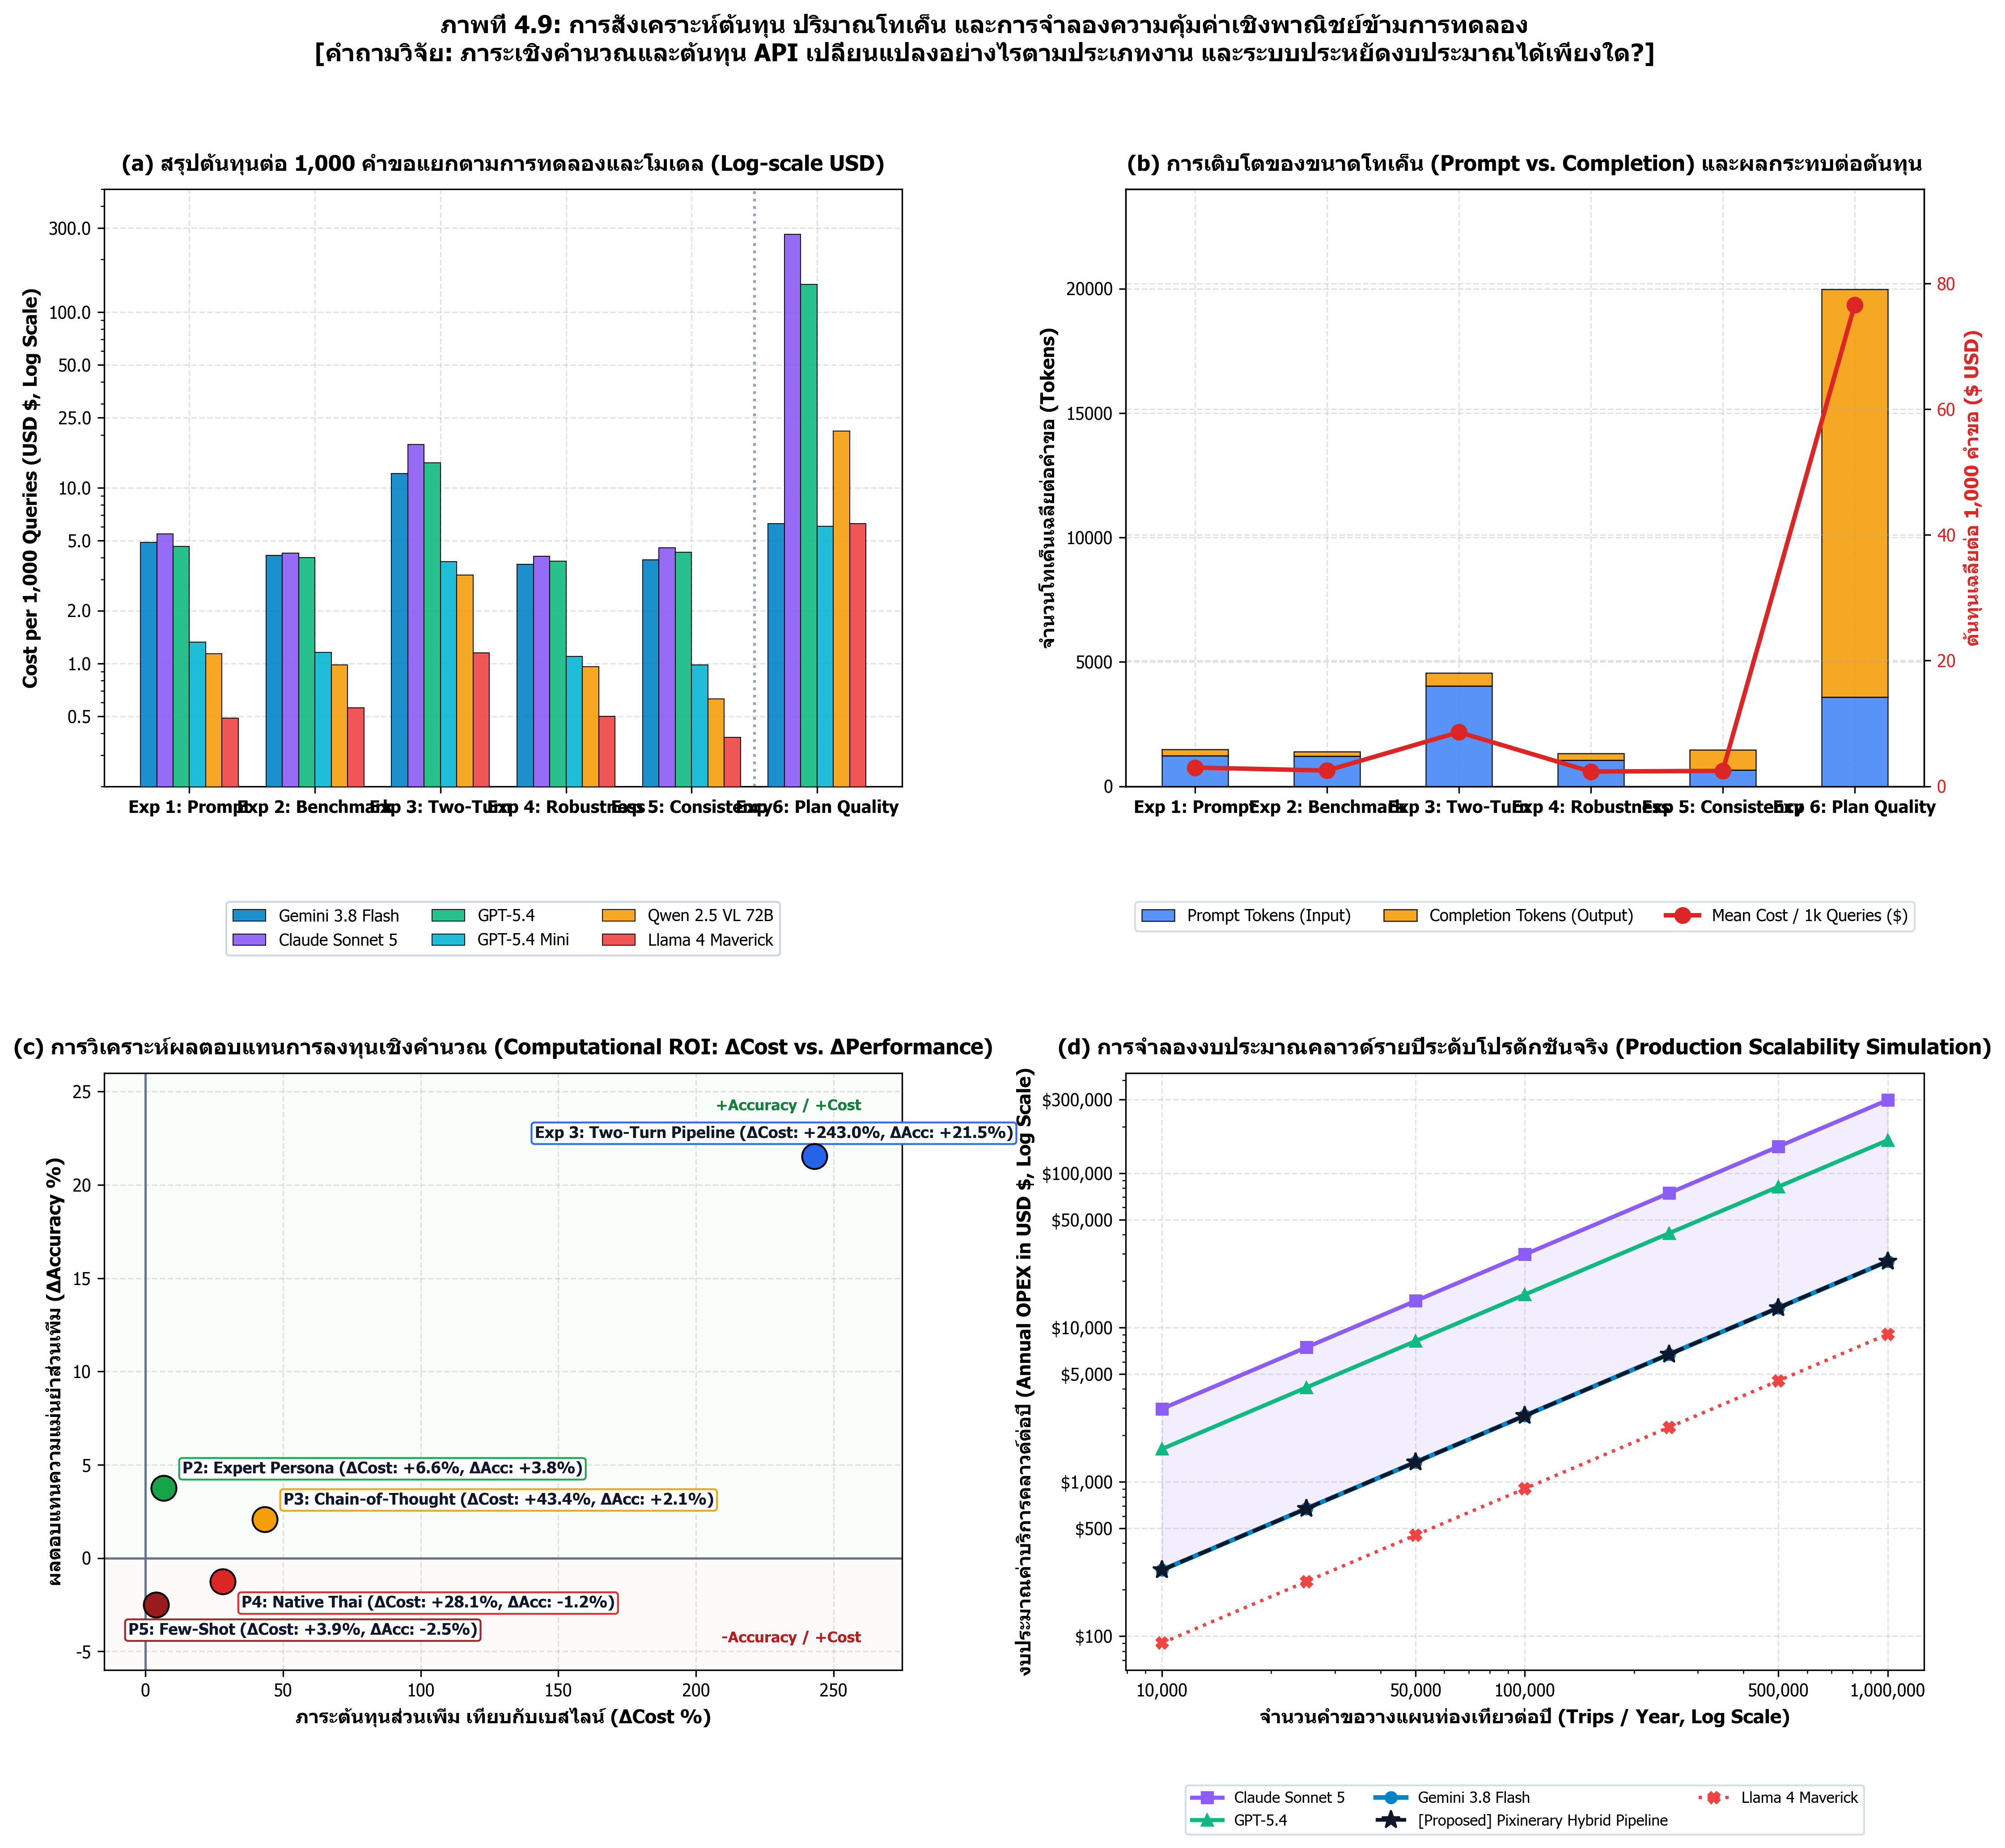 ภาพที่ 4.9: การสังเคราะห์ต้นทุน ปริมาณโทเค็น และการจำลองความคุ้มค่าเชิงพาณิชย์ข้ามการทดลอง
[คำถามวิจัย: ภาระเชิงคำนวณและต้นทุน API เปลี่ยนแปลงอย่างไรตามประเภทงาน และระบบประหยัดงบประมาณได้เพียงใด?]
(a) สรุปต้นทุนต่อ 1,000 คำขอแยกตามการทดลองและโมเดล (Log-scale USD)
Cost per 1,000 Queries (USD $, Log Scale)
300.0
100.0
50.0
25.0
10.0
5.0
2.0
1.0
0.5
Exp 1: Prompt
Exp 2: Benchmark
Exp 3: Two-Turn
Exp 4: Robustness
Exp 5: Consistency
Exp 6: Plan Quality
Gemini 3.8 Flash
GPT-5.4
Qwen 2.5 VL 72B
Claude Sonnet 5
GPT-5.4 Mini
Llama 4 Maverick
(b) การเติบโตของขนาดโทเค็น (Prompt vs. Completion) และผลกระทบต่อต้นทุน
จำนวนโทเค็นเฉลี่ยต่อคำขอ (Tokens)
20000
15000
10000
5000
0
80
60
40
20
0
ต้นทุนเฉลี่ยต่อ 1,000 คำขอ ($ USD)
Exp 1: Prompt
Exp 2: Benchmark
Exp 3: Two-Turn
Exp 4: Robustness
Exp 5: Consistency
Exp 6: Plan Quality
Prompt Tokens (Input)
Completion Tokens (Output)
Mean Cost / 1k Queries ($)
(c) การวิเคราะห์ผลตอบแทนการลงทุนเชิงคำนวณ (Computational ROI: ΔCost vs. ΔPerformance)
ผลตอบแทนความแม่นยำส่วนเพิ่ม (ΔAccuracy %)
25
20
15
10
5
0
-5
+Accuracy / +Cost
Exp 3: Two-Turn Pipeline (ΔCost: +243.0%, ΔAcc: +21.5%)
P2: Expert Persona (ΔCost: +6.6%, ΔAcc: +3.8%)
P3: Chain-of-Thought (ΔCost: +43.4%, ΔAcc: +2.1%)
P4: Native Thai (ΔCost: +28.1%, ΔAcc: -1.2%)
P5: Few-Shot (ΔCost: +3.9%, ΔAcc: -2.5%)
-Accuracy / +Cost
0
50
100
150
200
250
ภาระต้นทุนส่วนเพิ่ม เทียบกับเบสไลน์ (ΔCost %)
(d) การจำลองงบประมาณคลาวด์รายปีระดับโปรดักชันจริง (Production Scalability Simulation)
งบประมาณค่าบริการคลาวด์ต่อปี (Annual OPEX in USD $, Log Scale)
$300,000
$100,000
$50,000
$10,000
$5,000
$1,000
$500
$100
10,000
50,000
100,000
500,000
1,000,000
จำนวนคำขอวางแผนท่องเที่ยวต่อปี (Trips / Year, Log Scale)
Claude Sonnet 5
Gemini 3.8 Flash
Llama 4 Maverick
GPT-5.4
[Proposed] Pixinerary Hybrid Pipeline